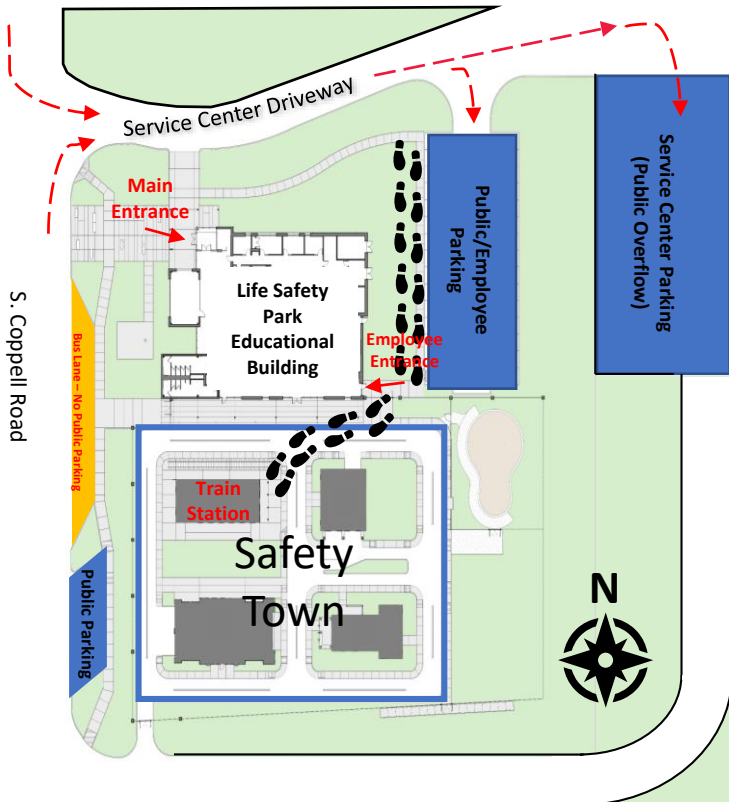 Service Center Driveway
Main
Entrance
Public/Employee
Parking
Service Center Parking
(Public Overflow)
Life Safety
Park
Educational
Building
Employee
Entrance
S. Coppell Road
Bus Lane – No Public Parking
Train
Station
Safety
Town
Public Parking
N